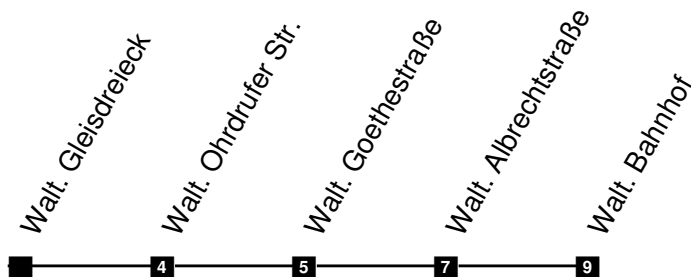 Walt. Gleisdreieck
Walt. Ohrdrufer Str.
Walt. Goethestraße
Walt. Albrechtstraße
Walt. Bahnhof
4 5 7 9